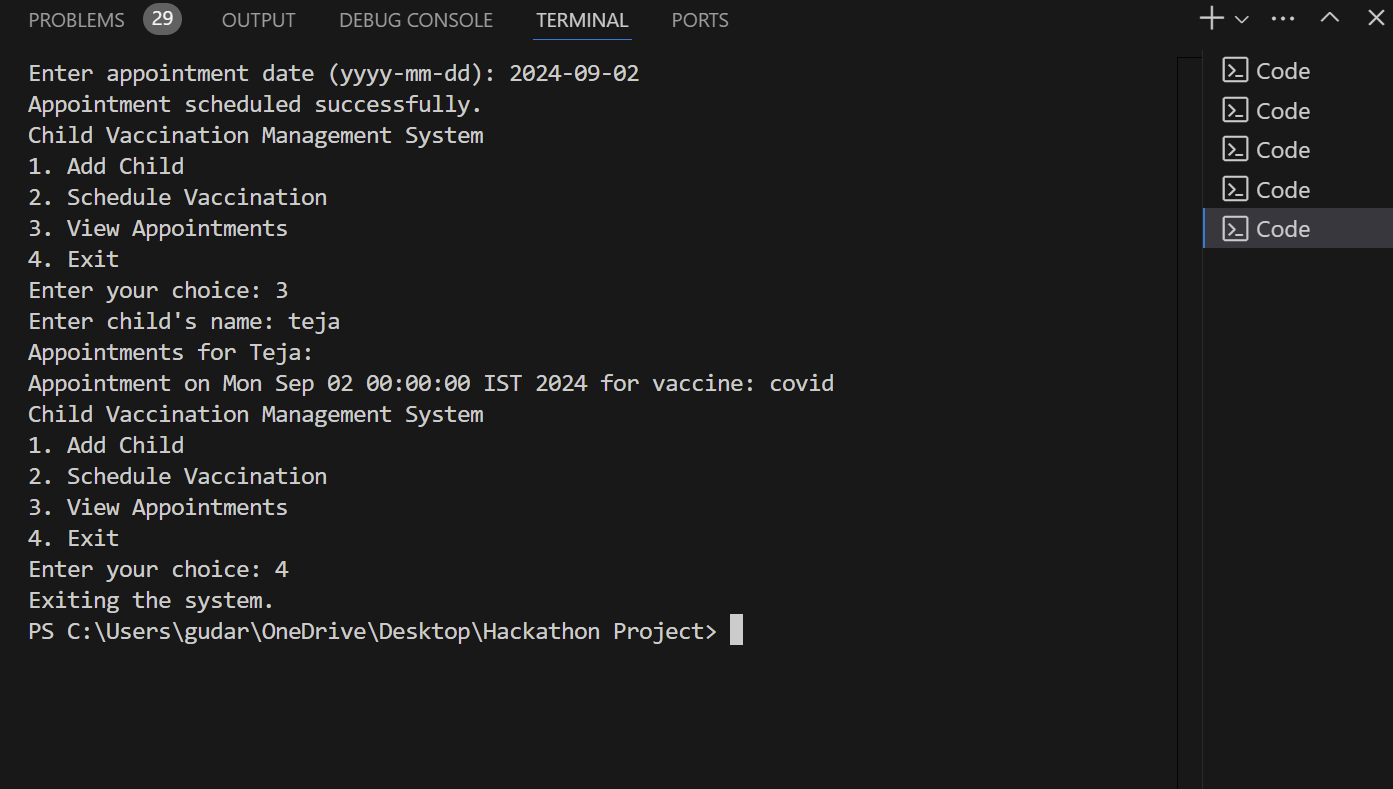 PROBLEMS 29 OUTPUT DEBUG CONSOLE TERMINAL PORTS
Enter appointment date (yyyy-mm-dd): 2024-09-02
Appointment scheduled successfully.
Child Vaccination Management System
1. Add Child
2. Schedule Vaccination
3. View Appointments
4. Exit
Enter your choice: 3
Enter child's name: teja
Appointments for Teja:
Appointment on Mon Sep 02 00:00:00 IST 2024 for vaccine: covid
Child Vaccination Management System
1. Add Child
2. Schedule Vaccination
3. View Appointments
4. Exit
Enter your choice: 4
Exiting the system.
PS C:\Users\gudar\OneDrive\Desktop\Hackathon Project>
Code
Code
Code
Code
Code